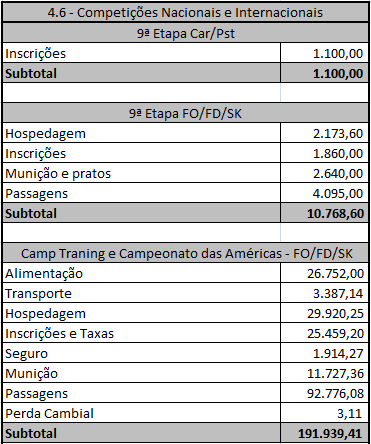 4.6 - Competições Nacionais e Internacionais
9ª Etapa Car/Pst
Inscrições 1.100,00
Subtotal 1.100,00
9ª Etapa FO/FD/SK
Hospedagem 2.173,60
Inscrições 1.860,00
Munição e pratos 2.640,00
Passagens 4.095,00
Subtotal 10.768,60
Camp Traning e Campeonato das Américas - FO/FD/SK
Alimentação 26.752,00
Transporte 3.387,14
Hospedagem 29.920,25
Inscrições e Taxas 25.459,20
Seguro 1.914,27
Munição 11.727,36
Passagens 92.776,08
Perda Cambial 3,11
Subtotal 191.939,41